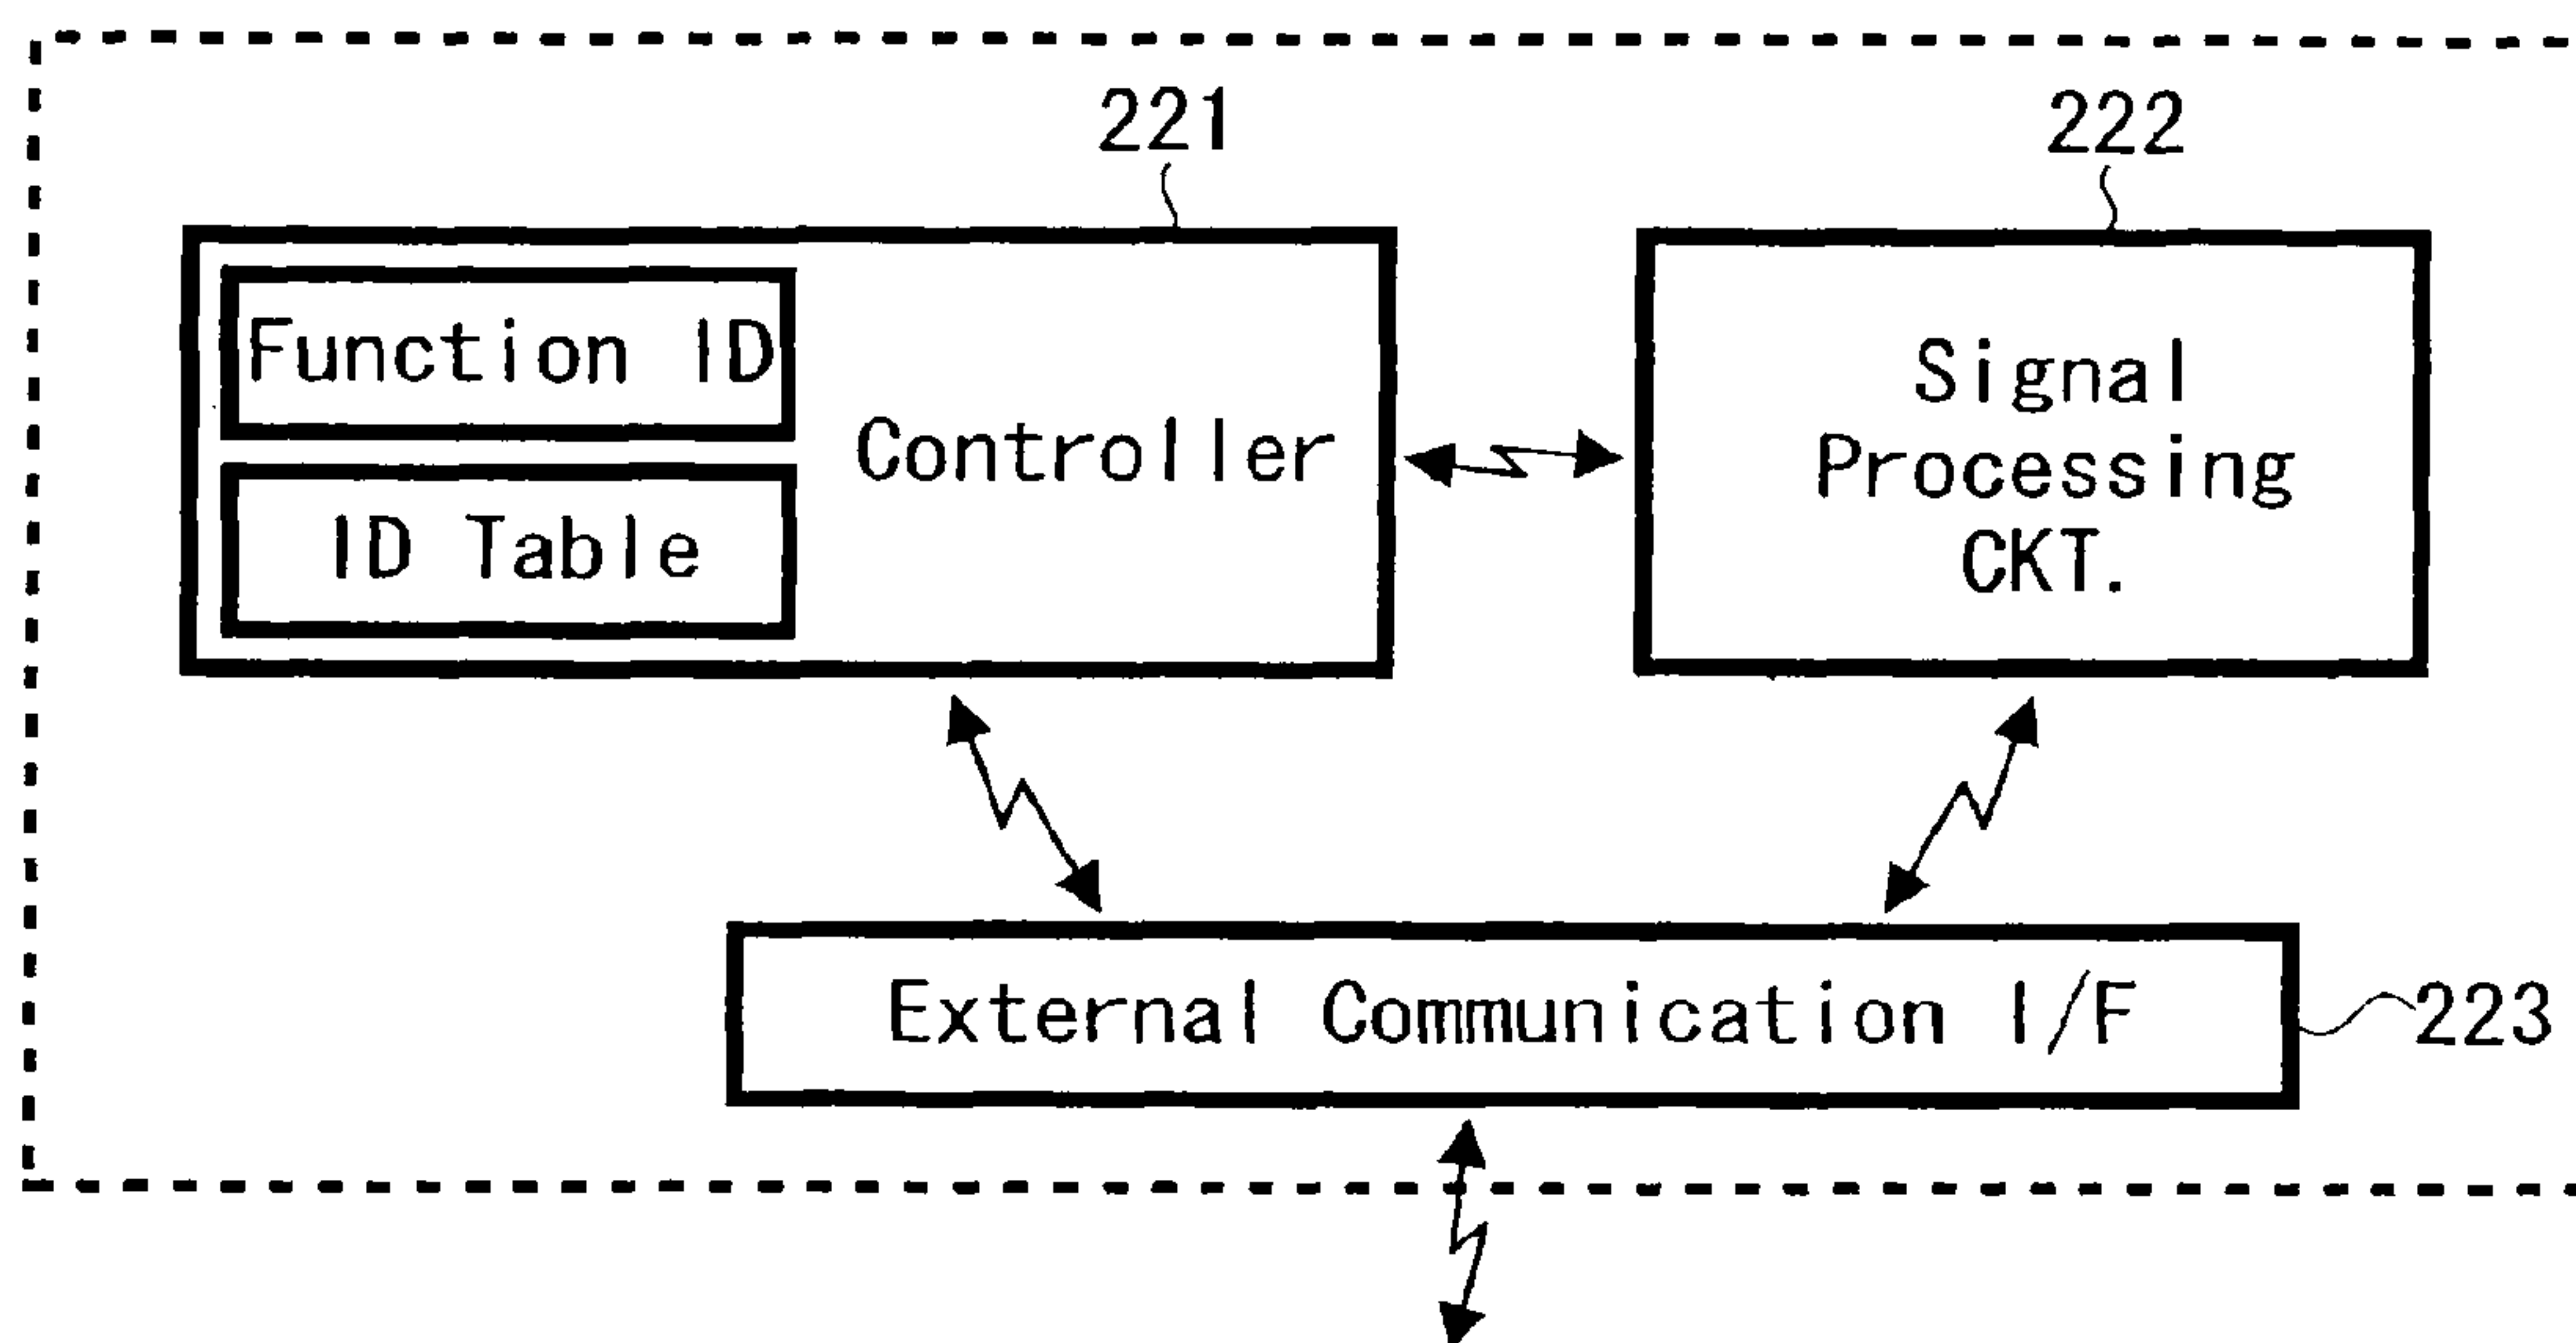 221
222
Function ID
ID Table
Controller
Signal
Processing
CKT.
External Communication I/F
223